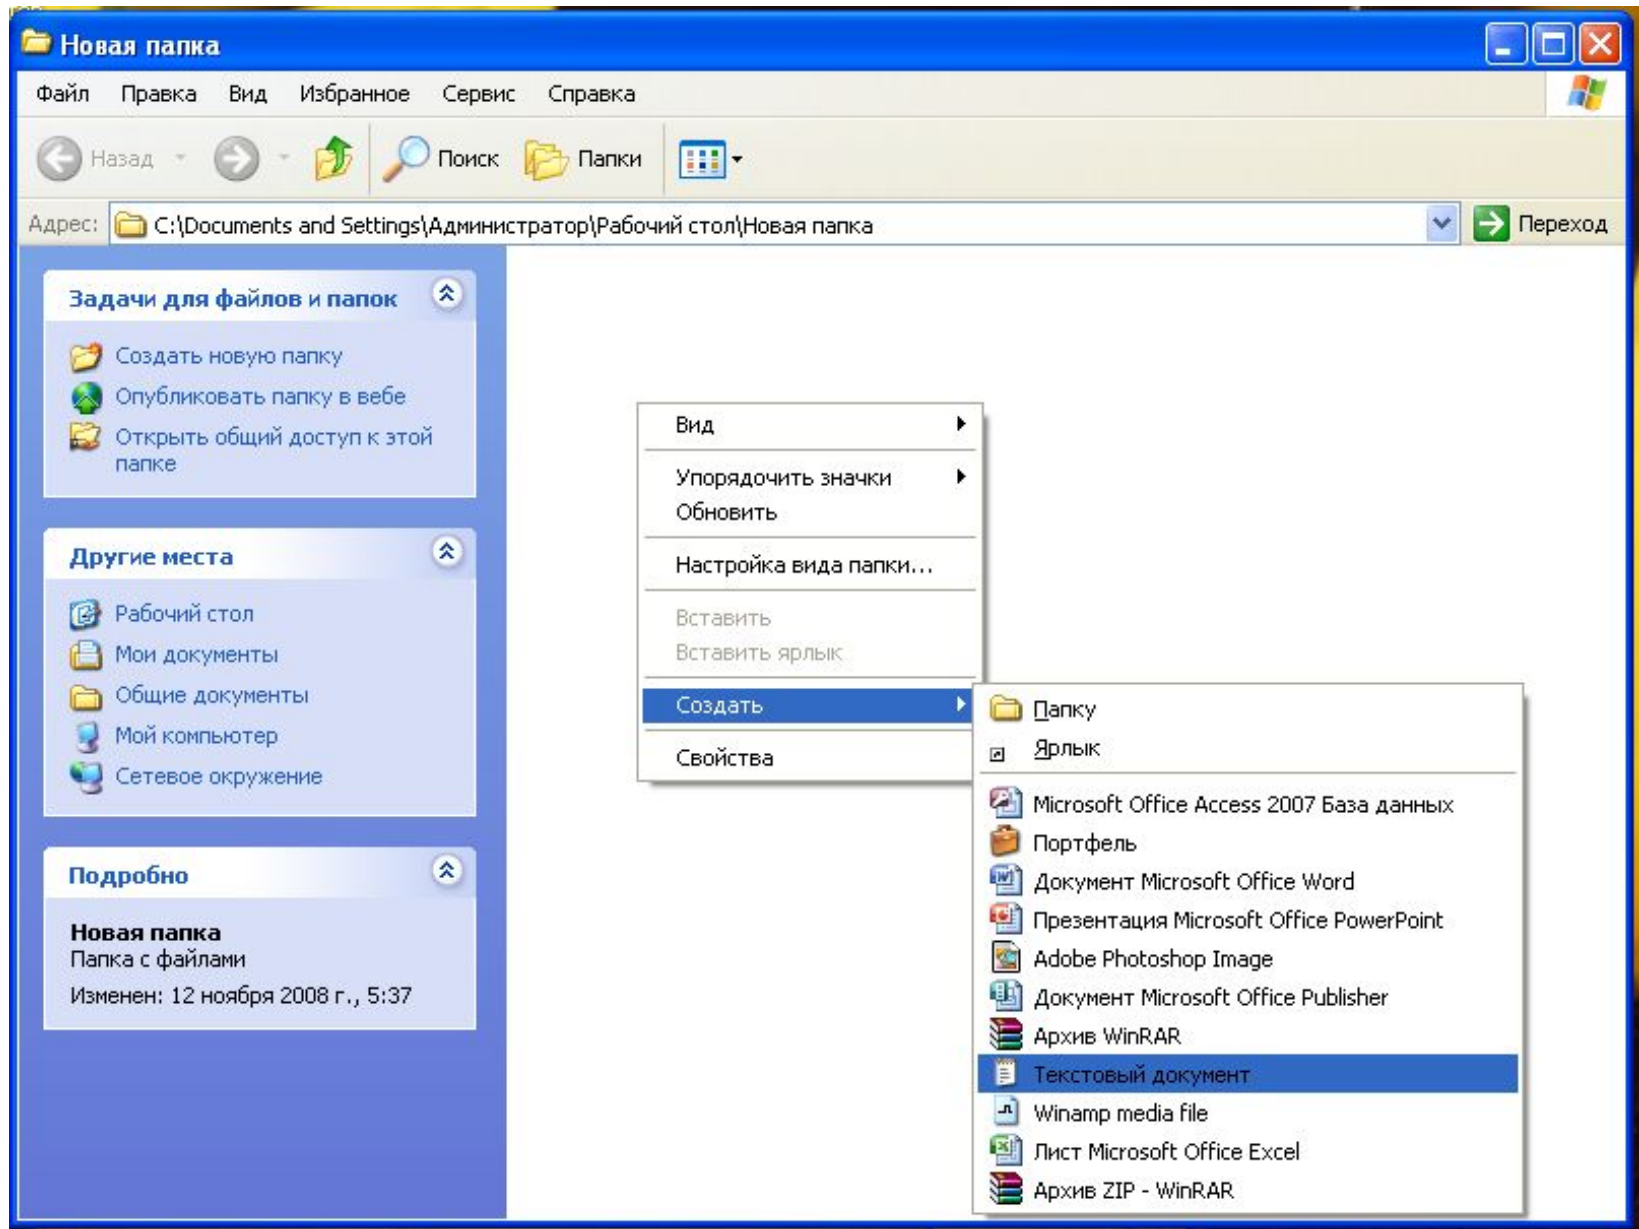 Новая папка
Файл Правка Вид Избранное Сервис Справка
Назад Поиск Папки
Адрес: C:\Documents and Settings\Администратор\Рабочий стол\Новая папка Переход
Задачи для файлов и папок
Создать новую папку
Опубликовать папку в вебе
Открыть общий доступ к этой
папке
Другие места
Рабочий стол
Мои документы
Общие документы
Мой компьютер
Сетевое окружение
Подробно
Новая папка
Папка с файлами
Изменен: 12 ноября 2008 г., 5:37
Вид
Упорядочить значки
Обновить
Настройка вида папки...
Вставить
Вставить ярлык
Создать
Свойства
Папку
Ярлык
Microsoft Office Access 2007 База данных
Портфель
Документ Microsoft Office Word
Презентация Microsoft Office PowerPoint
Adobe Photoshop Image
Документ Microsoft Office Publisher
Архив WinRAR
Текстовый документ
Winamp media file
Лист Microsoft Office Excel
Архив ZIP - WinRAR